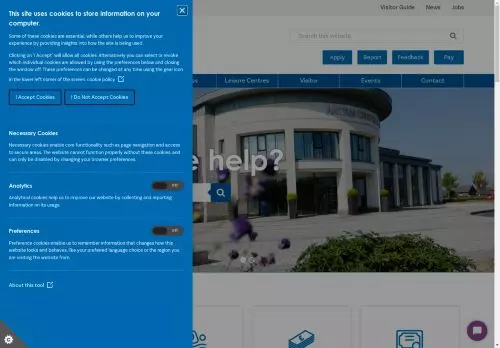 This site uses cookies to store information on your
computer.
Some of these cookies are essential, while others help us to improve your
experience by providing insights into how the site is being used.
Clicking on 'I Accept' will allow all cookies. Alternatively you can select or revoke
which individual cookies are allowed by using the preferences below and closing
the window off. These preferences can be changed at any time using the gear icon
in the lower left corner of the screen. cookie policy
I Accept Cookies
I Do Not Accept Cookies
Necessary Cookies
Necessary cookies enable core functionality such as page navigation and access
to secure areas. The website cannot function properly without these cookies, and
can only be disabled by changing your browser preferences.
Analytics
Off
Analytical cookies help us to improve our website by collecting and reporting
information on its usage.
Preferences
Off
Preference cookies enable us to remember information that changes how this
website looks and behaves, like your preferred language choice or the region you
are visiting the website from.
About this tool
Visitor Guide
News
Jobs
Search this website
Apply
Report
Feedback
Pay
Leisure Centres
Visitor
Events
Contact
help?